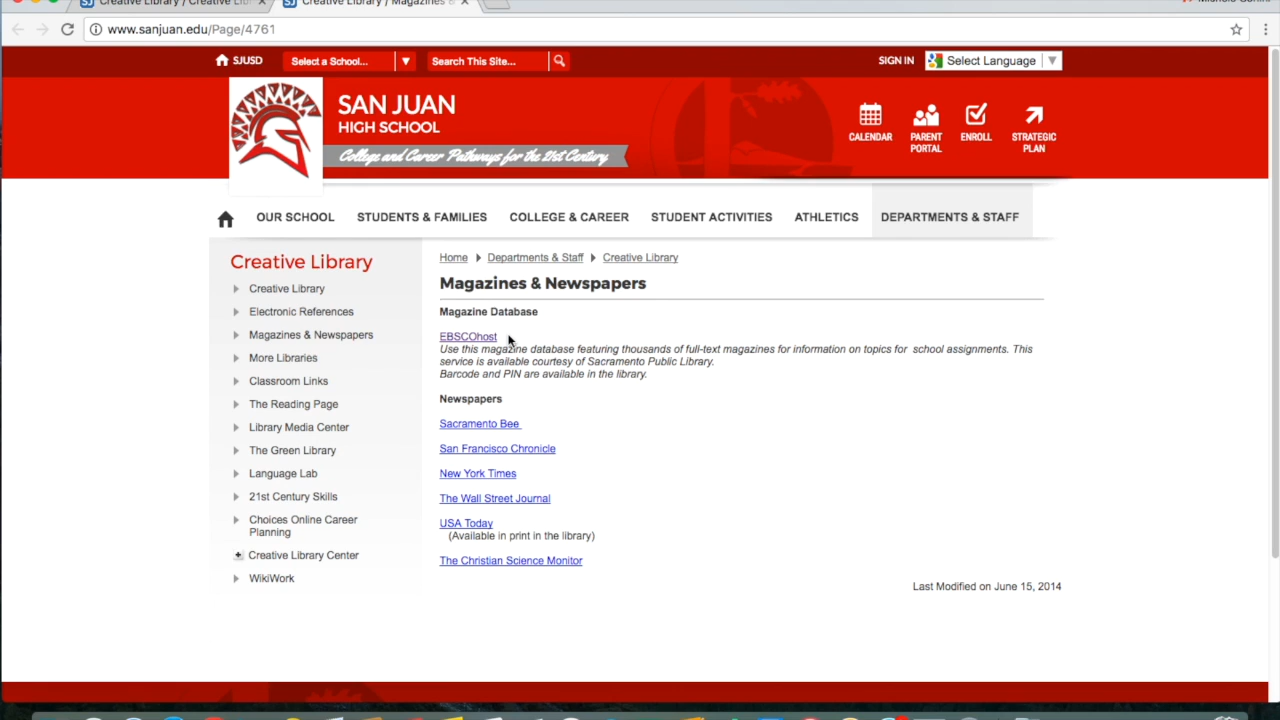 Creative Library / Creative Lib
Creative Library / Magazines &
www.sanjuan.edu/Page/4761
SJUSD
Select a School...
Search This Site...
SIGN IN
Select Language
SAN JUAN
HIGH SCHOOL
College and Career Pathways for the 21st Century
CALENDAR
PARENT PORTAL
ENROLL
STRATEGIC PLAN
OUR SCHOOL
STUDENTS & FAMILIES
COLLEGE & CAREER
STUDENT ACTIVITIES
ATHLETICS
DEPARTMENTS & STAFF
Creative Library
Creative Library
Electronic References
Magazines & Newspapers
More Libraries
Classroom Links
The Reading Page
Library Media Center
The Green Library
Language Lab
21st Century Skills
Choices Online Career
Planning
Creative Library Center
WikiWork
Home Departments & Staff Creative Library
Magazines & Newspapers
Magazine Database
EBSCOhost
Use this magazine database featuring thousands of full-text magazines for information on topics for school assignments. This
service is available courtesy of Sacramento Public Library.
Barcode and PIN are available in the library.
Newspapers
Sacramento Bee
San Francisco Chronicle
New York Times
The Wall Street Journal
USA Today
(Available in print in the library)
The Christian Science Monitor
Last Modified on June 15, 2014